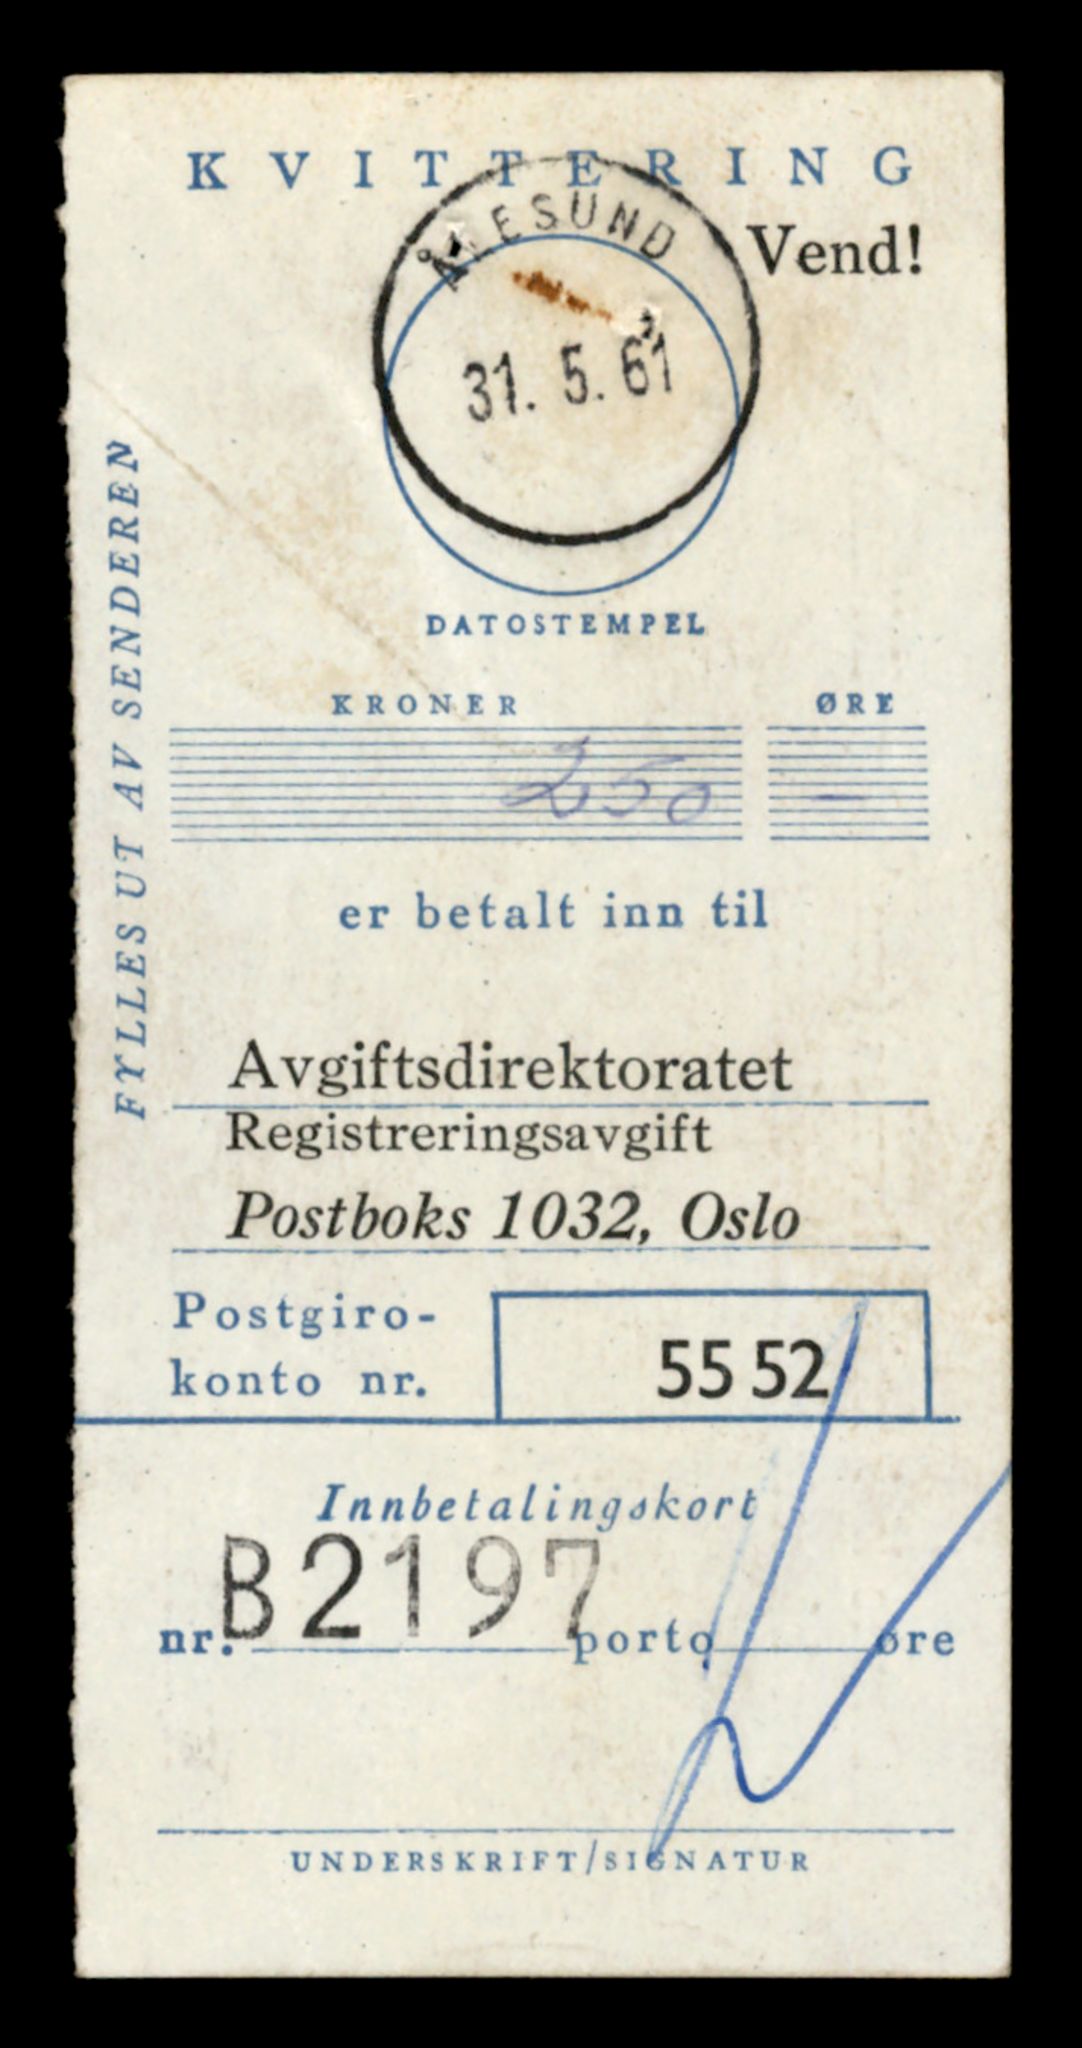 KVITTERING
Vend!
ÅLESUND
31. 5. 61
DATOSTEMPEL
FYLLES UT AV SENDEREN
KRONER ØRE
250 —
er betalt inn til
Avgiftsdirektoratet
Registreringsavgift
Postboks 1032, Oslo
Postgiro-
konto nr. 55 52
Innbetalingskort
nr. B2197 porto øre
UNDERSKRIFT/SIGNATUR